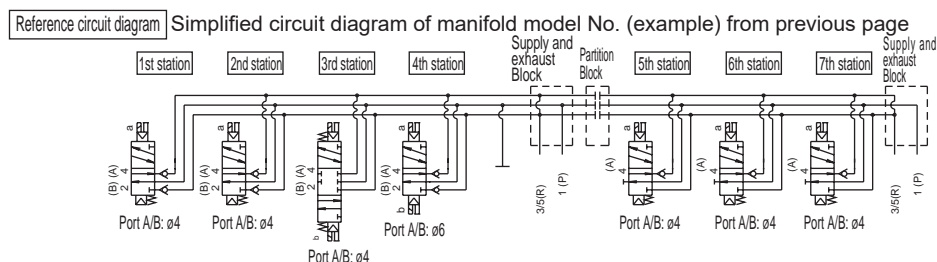 Reference circuit diagram Simplified circuit diagram of manifold model No. (example) from previous page
1st station
2nd station
3rd station
4th station
Supply and
exhaust
Block
Partition
Block
5th station
6th station
7th station
Supply and
exhaust
Block
a
(B) (A)
2 4
Port A/B: ø4
a
(B) (A)
2 4
Port A/B: ø4
a
(B) (A)
2 4
b
Port A/B: ø4
a
(B) (A)
2 4
b
Port A/B: ø6
3/5(R)
1 (P)
a
(A)
4
Port A/B: ø4
a
(A)
4
Port A/B: ø4
a
(A)
4
Port A/B: ø4
3/5(R)
1 (P)